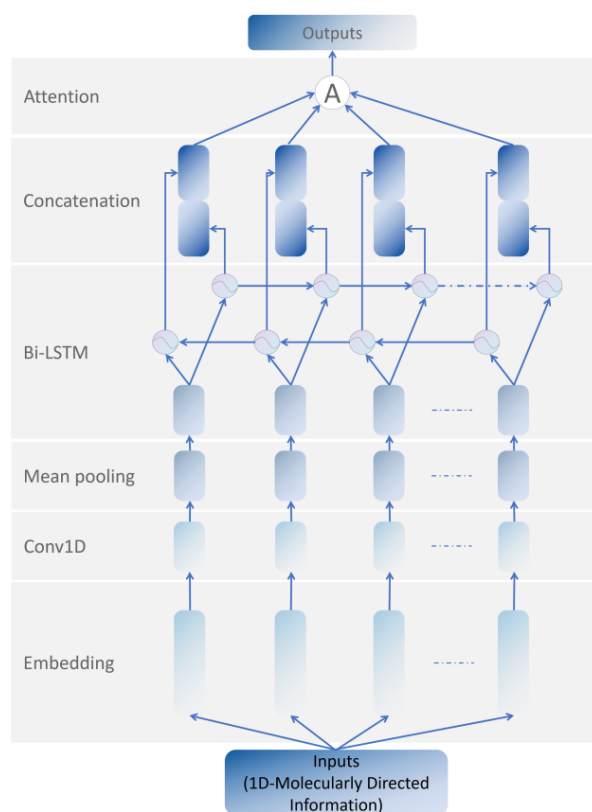 Outputs
Attention
A
Concatenation
Bi-LSTM
Mean pooling
Conv1D
Embedding
Inputs
(1D-Molecularly Directed
Information)